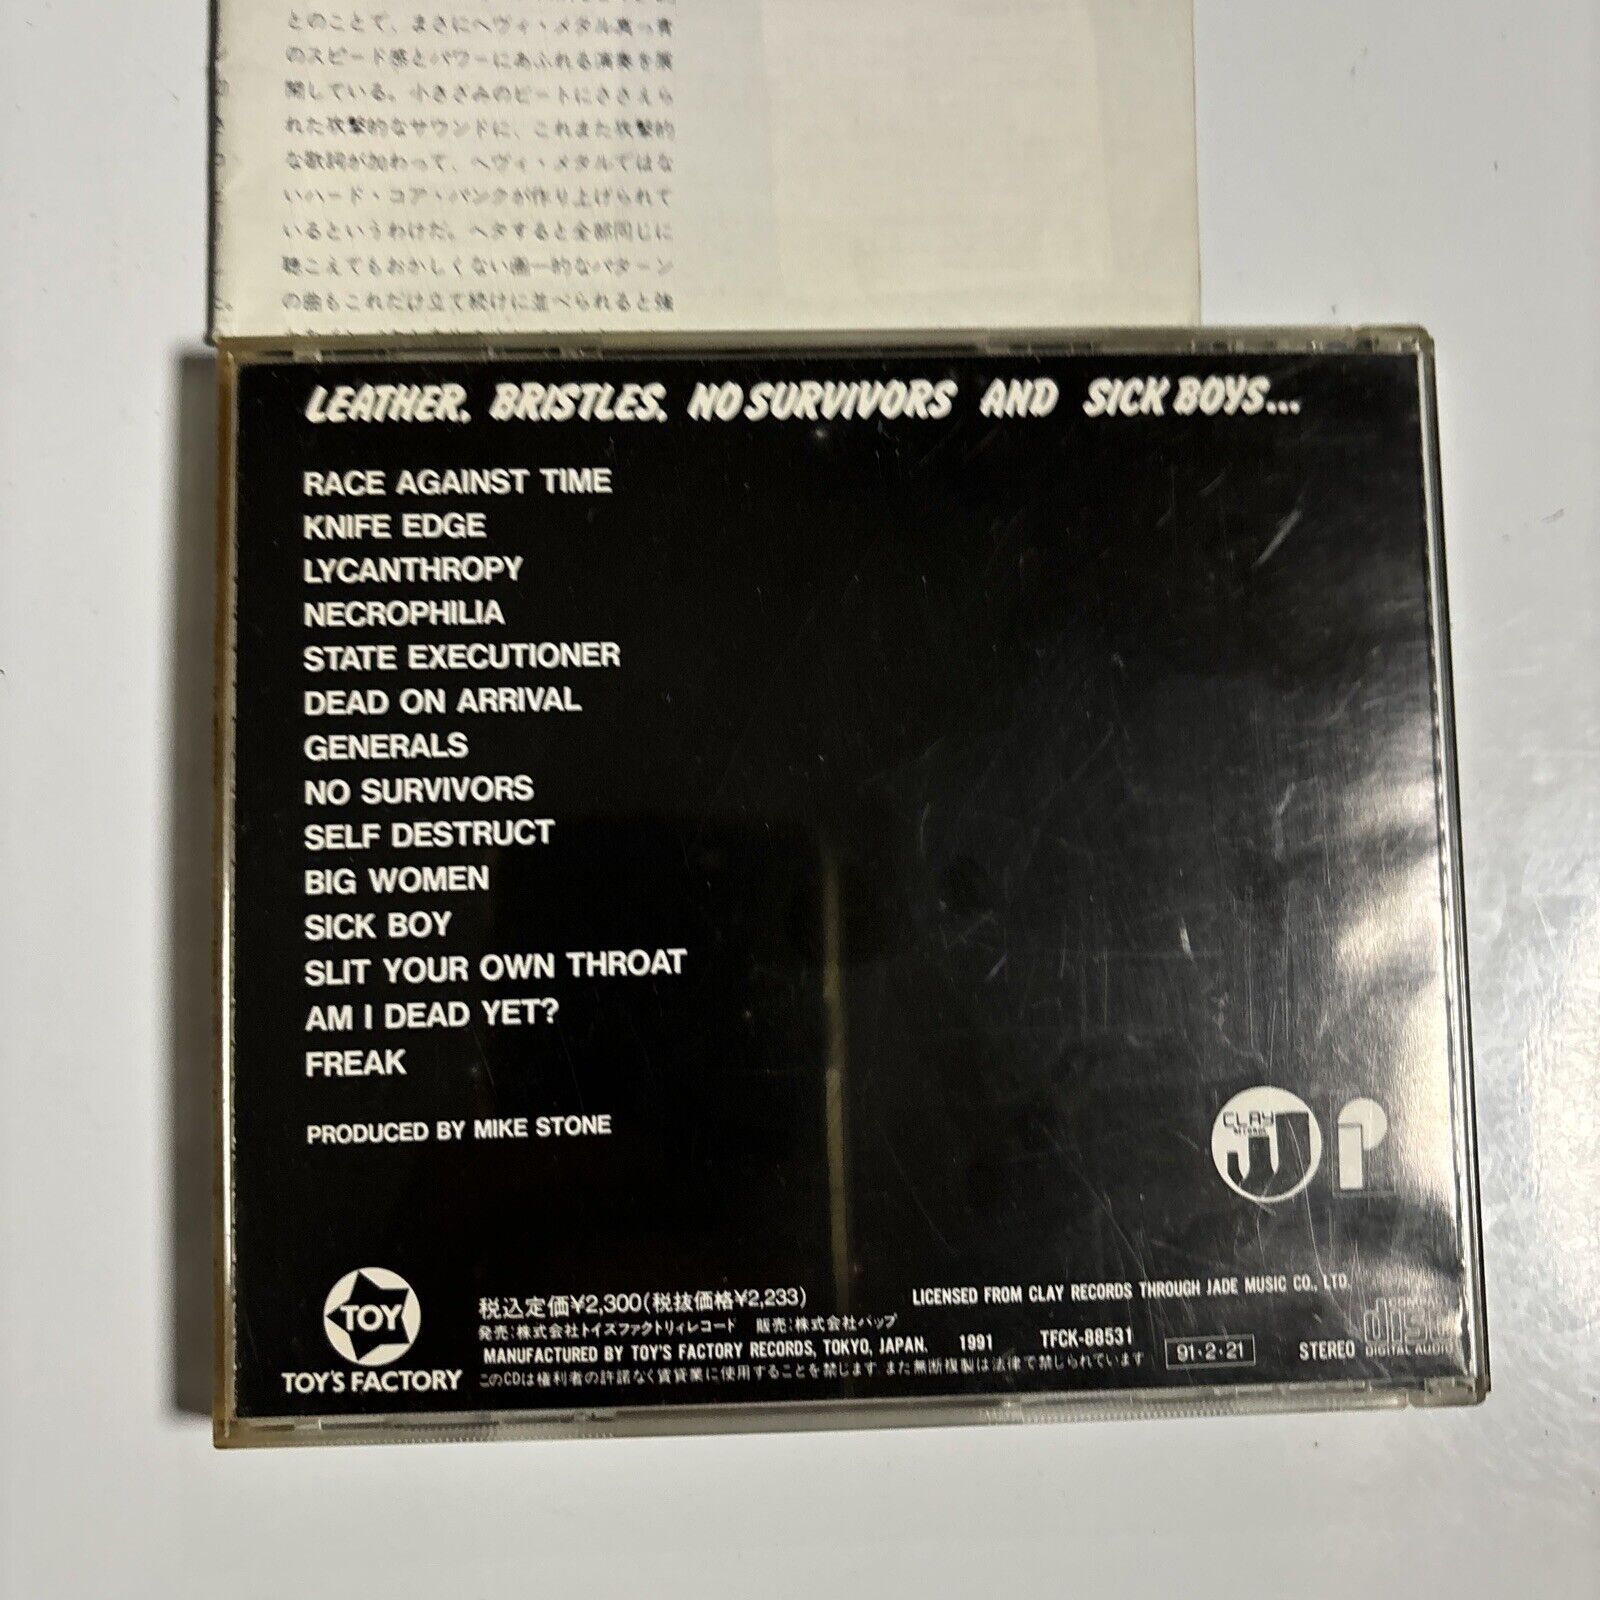 とのことで、まさにヘヴィ・メタル真っ青
のスピード感とパワーにあふれる演奏を展
開している。小きざみのビートにささえら
れた攻撃的なサウンドに、これまた攻撃的
な歌詞が加わって、ヘヴィ・メタルではな
いハード・コア・パンクが作り上げられて
いるというわけだ。ヘタすると全部同じに
聴こえてもおかしくない画一的なパターン
の曲もこれだけ立て続けに並べられると強
LEATHER, BRISTLES, NO SURVIVORS AND SICK BOYS...
RACE AGAINST TIME
KNIFE EDGE
LYCANTHROPY
NECROPHILIA
STATE EXECUTIONER
DEAD ON ARRIVAL
GENERALS
NO SURVIVORS
SELF DESTRUCT
BIG WOMEN
SICK BOY
SLIT YOUR OWN THROAT
AM I DEAD YET?
FREAK
PRODUCED BY MIKE STONE
CLAY
TOY
TOY'S FACTORY
税込定価¥2,300(税抜価格¥2,233)
発売:株式会社トイズファクトリィレコード 販売:株式会社バップ
MANUFACTURED BY TOY'S FACTORY RECORDS, TOKYO, JAPAN. 1991 TFCK-88531
このCDは権利者の許諾なく賃貸業に使用することを禁じます また無断複製は法律で禁じられています
LICENSED FROM CLAY RECORDS THROUGH JADE MUSIC CO., LTD.
91・2・21
STEREO
disc
DIGITAL AUDIO